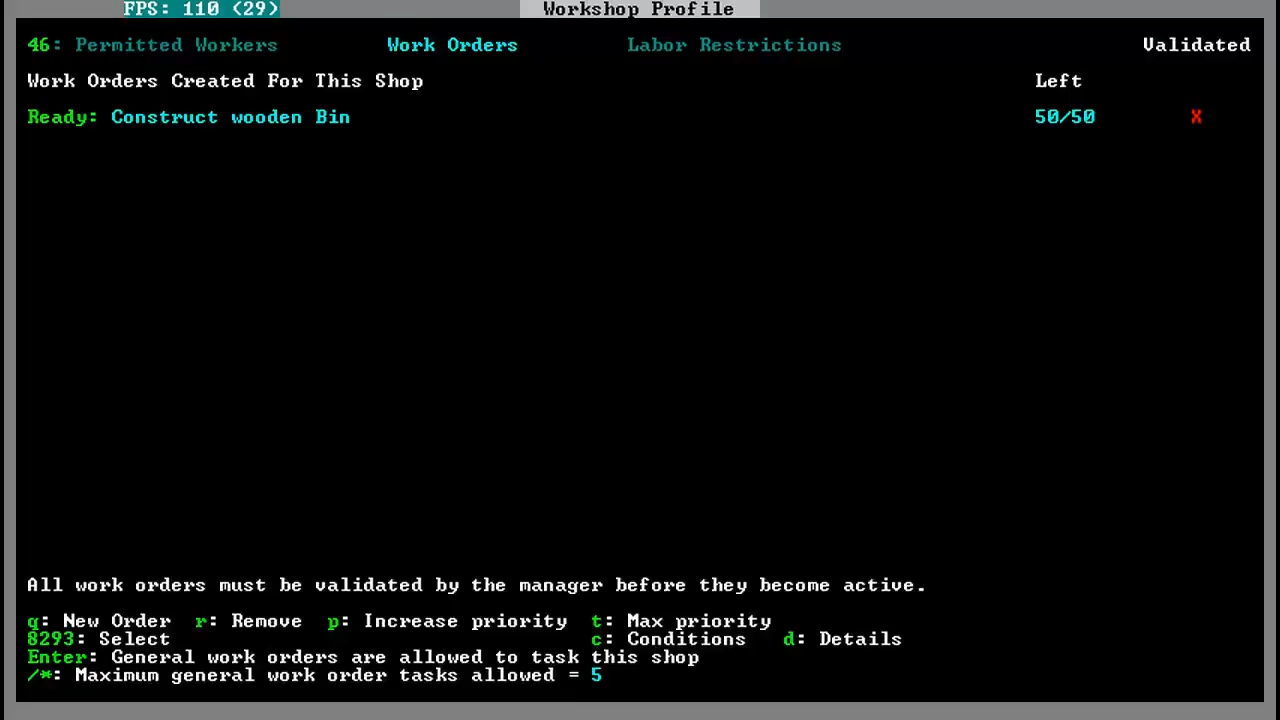 FPS: 110 (29) Workshop Profile
46: Permitted Workers Work Orders Labor Restrictions Validated
Work Orders Created For This Shop Left
Ready: Construct wooden Bin 50/50 X
All work orders must be validated by the manager before they become active.
q: New Order r: Remove p: Increase priority t: Max priority
8293: Select c: Conditions d: Details
Enter: General work orders are allowed to task this shop
/*: Maximum general work order tasks allowed = 5